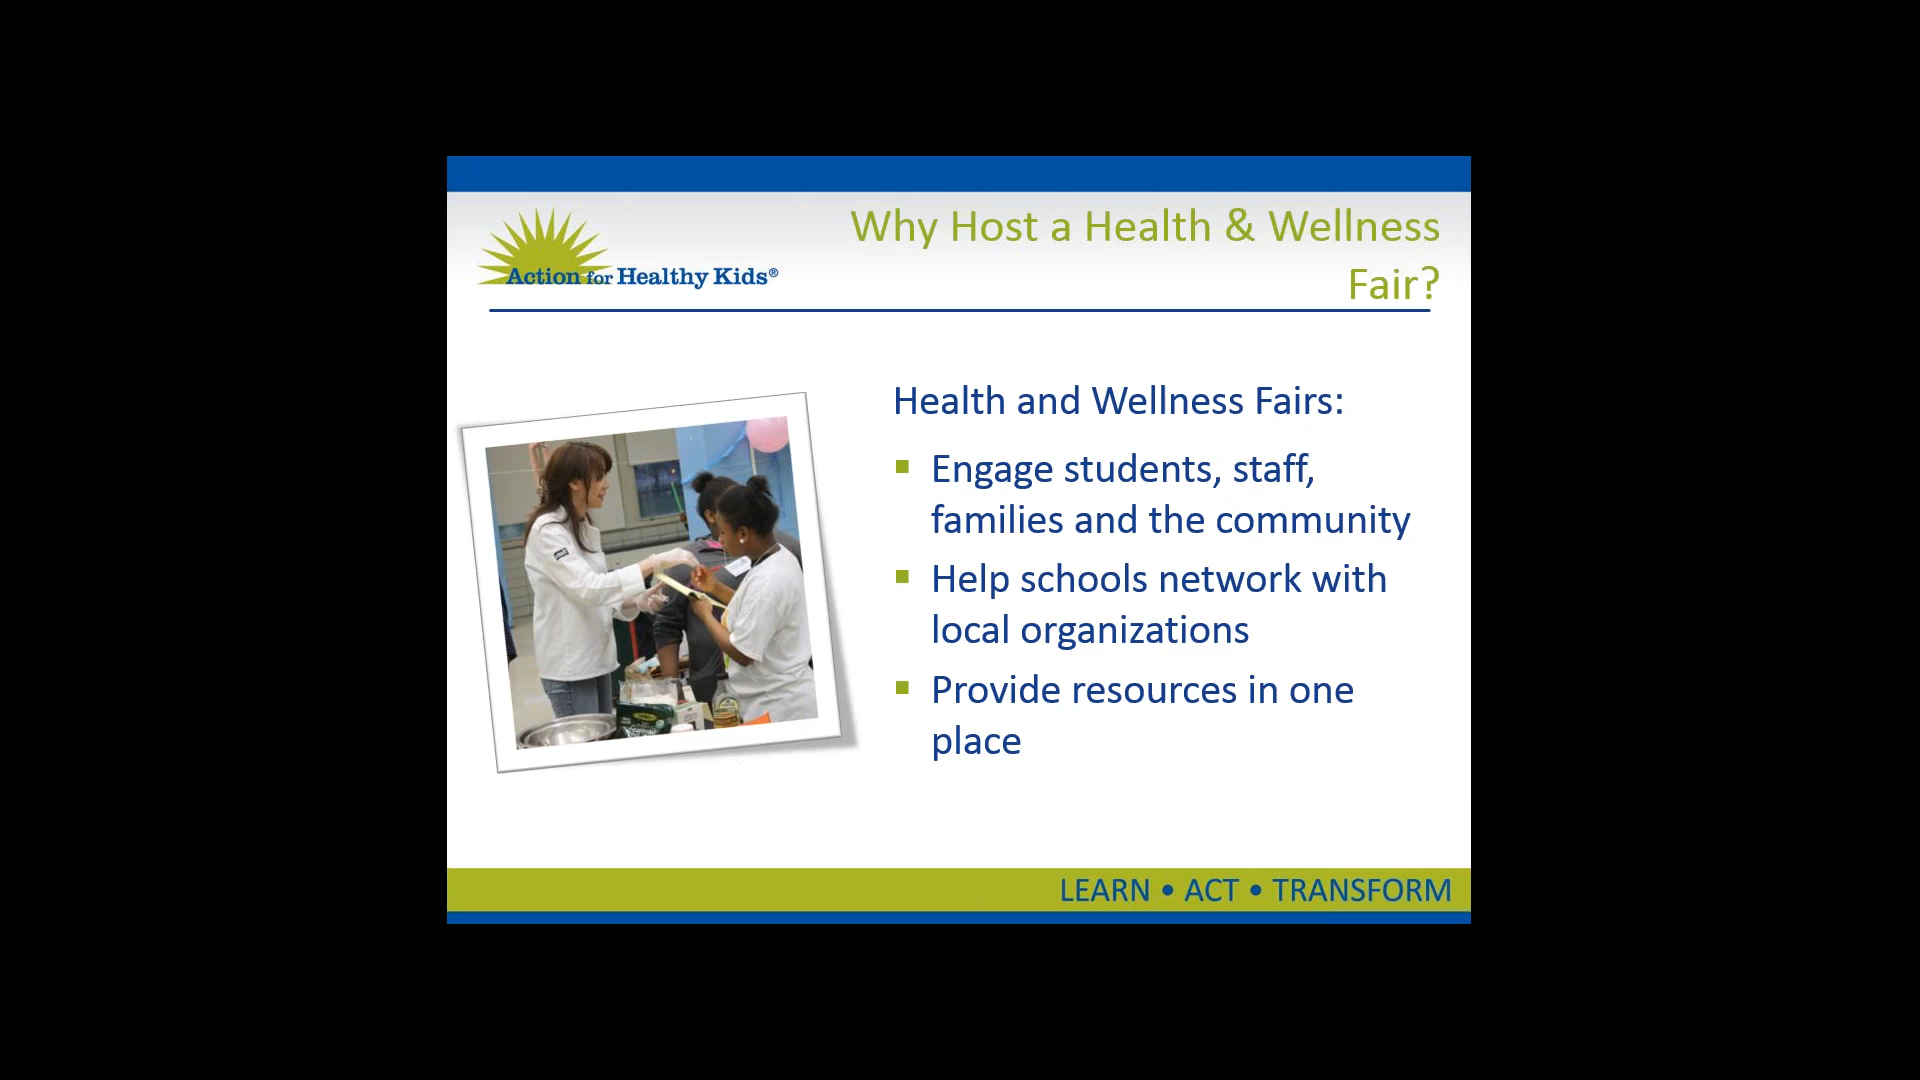 Why Host a Health & Wellness
Fair?
Action for Healthy Kids®
Health and Wellness Fairs:
▪ Engage students, staff,
families and the community
▪ Help schools network with
local organizations
▪ Provide resources in one
place
LEARN • ACT • TRANSFORM